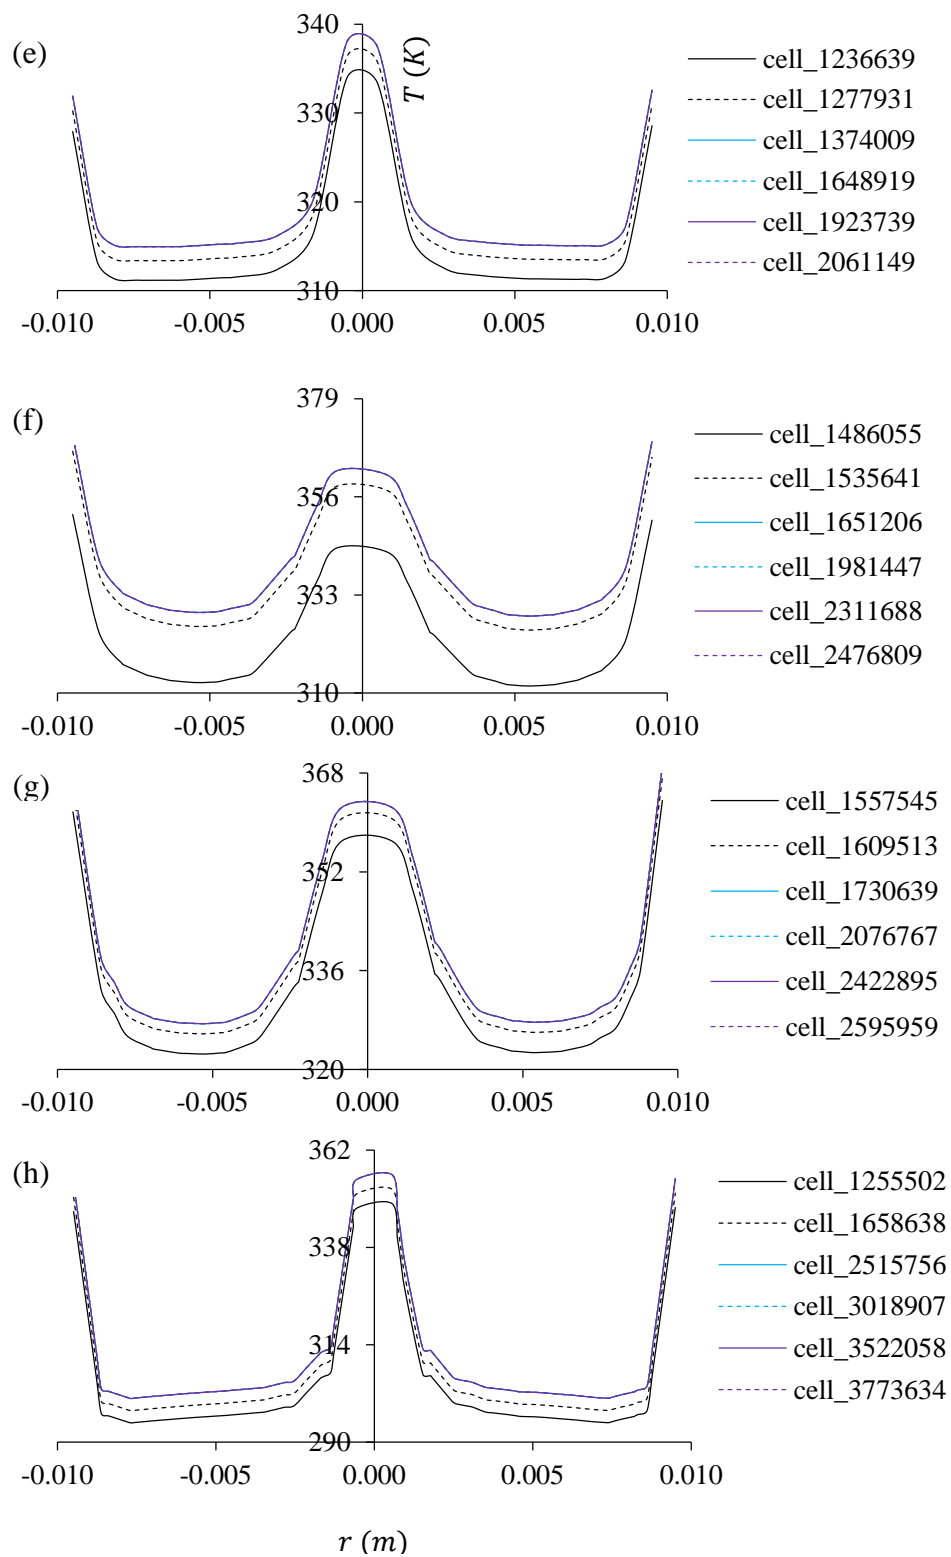 (e)
340
T (K)
330
320
310
-0.010 -0.005 0.000 0.005 0.010
cell_1236639
cell_1277931
cell_1374009
cell_1648919
cell_1923739
cell_2061149
(f)
379
356
333
310
-0.010 -0.005 0.000 0.005 0.010
cell_1486055
cell_1535641
cell_1651206
cell_1981447
cell_2311688
cell_2476809
(g)
368
352
336
320
-0.010 -0.005 0.000 0.005 0.010
cell_1557545
cell_1609513
cell_1730639
cell_2076767
cell_2422895
cell_2595959
(h)
362
338
314
290
-0.010 -0.005 0.000 0.005 0.010
cell_1255502
cell_1658638
cell_2515756
cell_3018907
cell_3522058
cell_3773634
r (m)